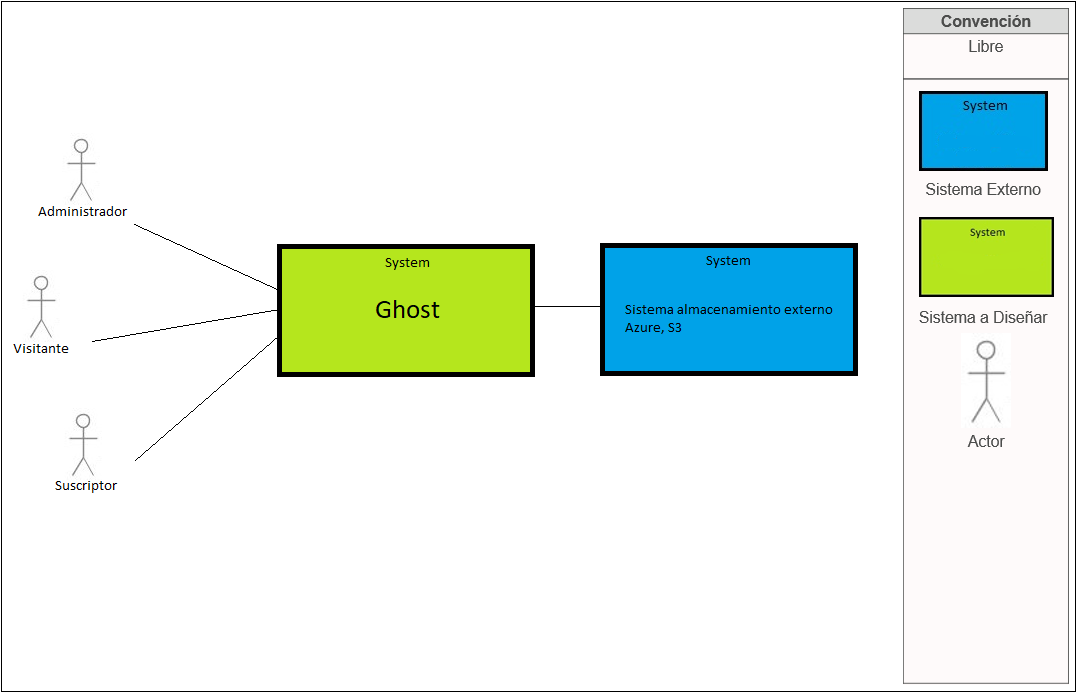 Administrador
Visitante
Suscriptor
System
Ghost
System
Sistema almacenamiento externo
Azure, S3
Convención
Libre
System
Sistema Externo
System
Sistema a Diseñar
Actor